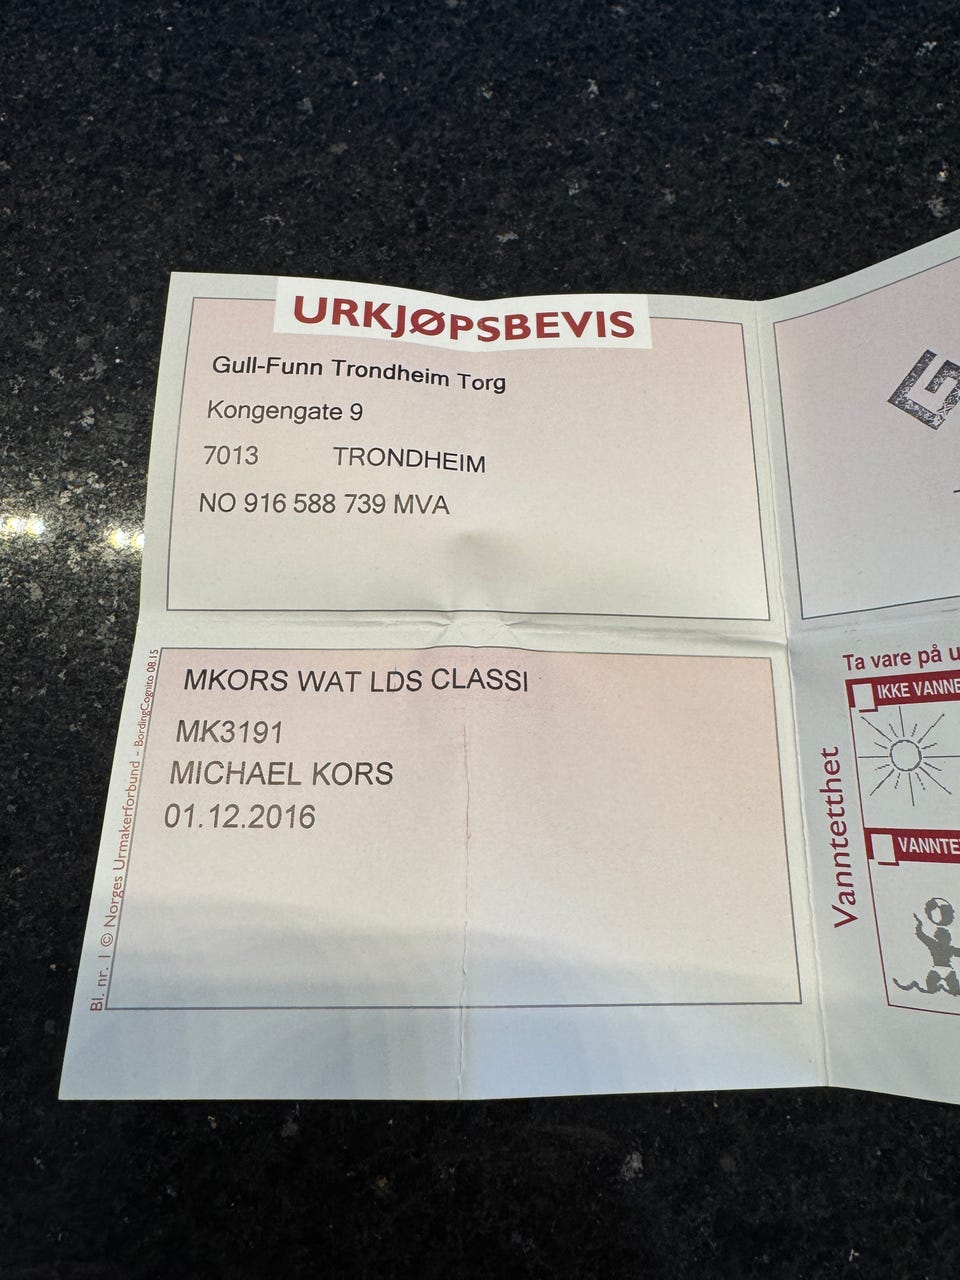 URKJØPSBEVIS
Gull-Funn Trondheim Torg
Kongengate 9
7013 TRONDHEIM
NO 916 588 739 MVA
MKORS WAT LDS CLASSI
MK3191
MICHAEL KORS
01.12.2016
Bl. nr. 1 © Norges Urmakerforbund - BordingCognito 08.15
Ta vare på u
IKKE VANNE
Vanntetthet
VANNTE